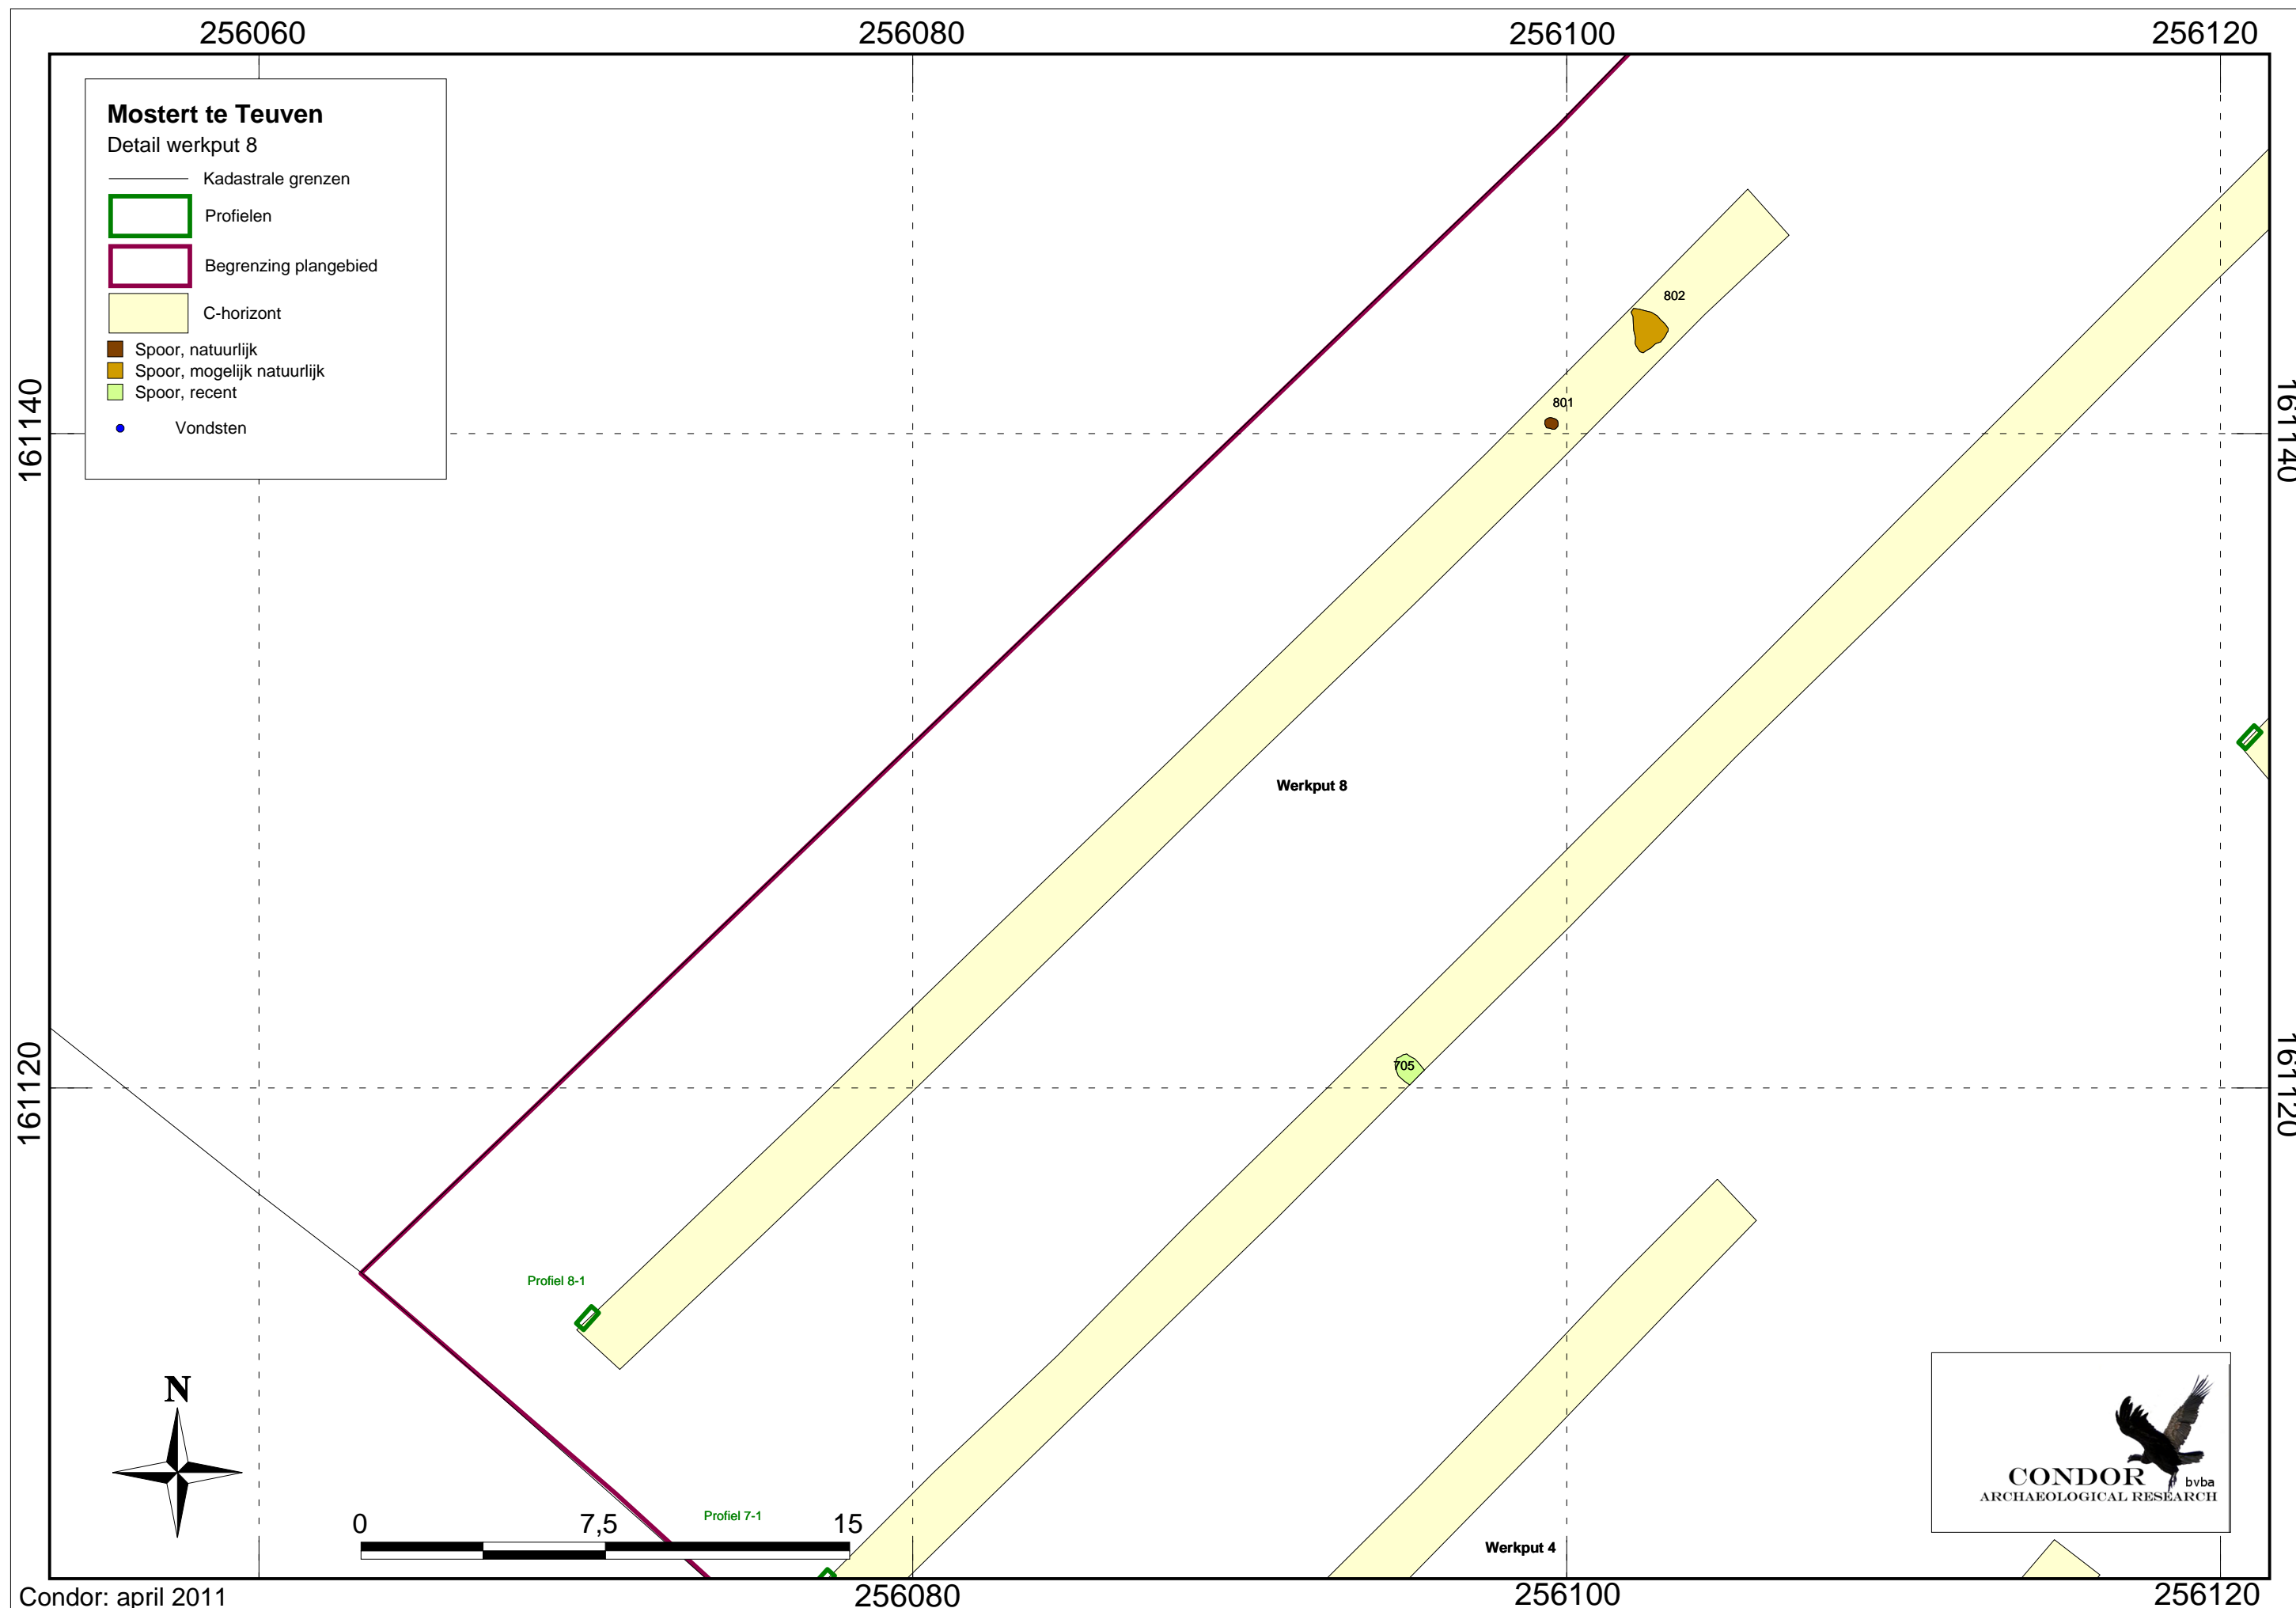 256060 256080 256100 256120
Mostert te Teuven
Detail werkput 8
Kadastrale grenzen
Profielen
Begrenzing plangebied
C-horizont
Spoor, natuurlijk
Spoor, mogelijk natuurlijk
Spoor, recent
Vondsten
802
801
161140 161140
Werkput 8
705
161120 161120
Profiel 8-1
N
Profiel 7-1
0 7,5 15
Werkput 4
CONDOR bvba
ARCHAEOLOGICAL RESEARCH
Condor: april 2011
256080 256100 256120